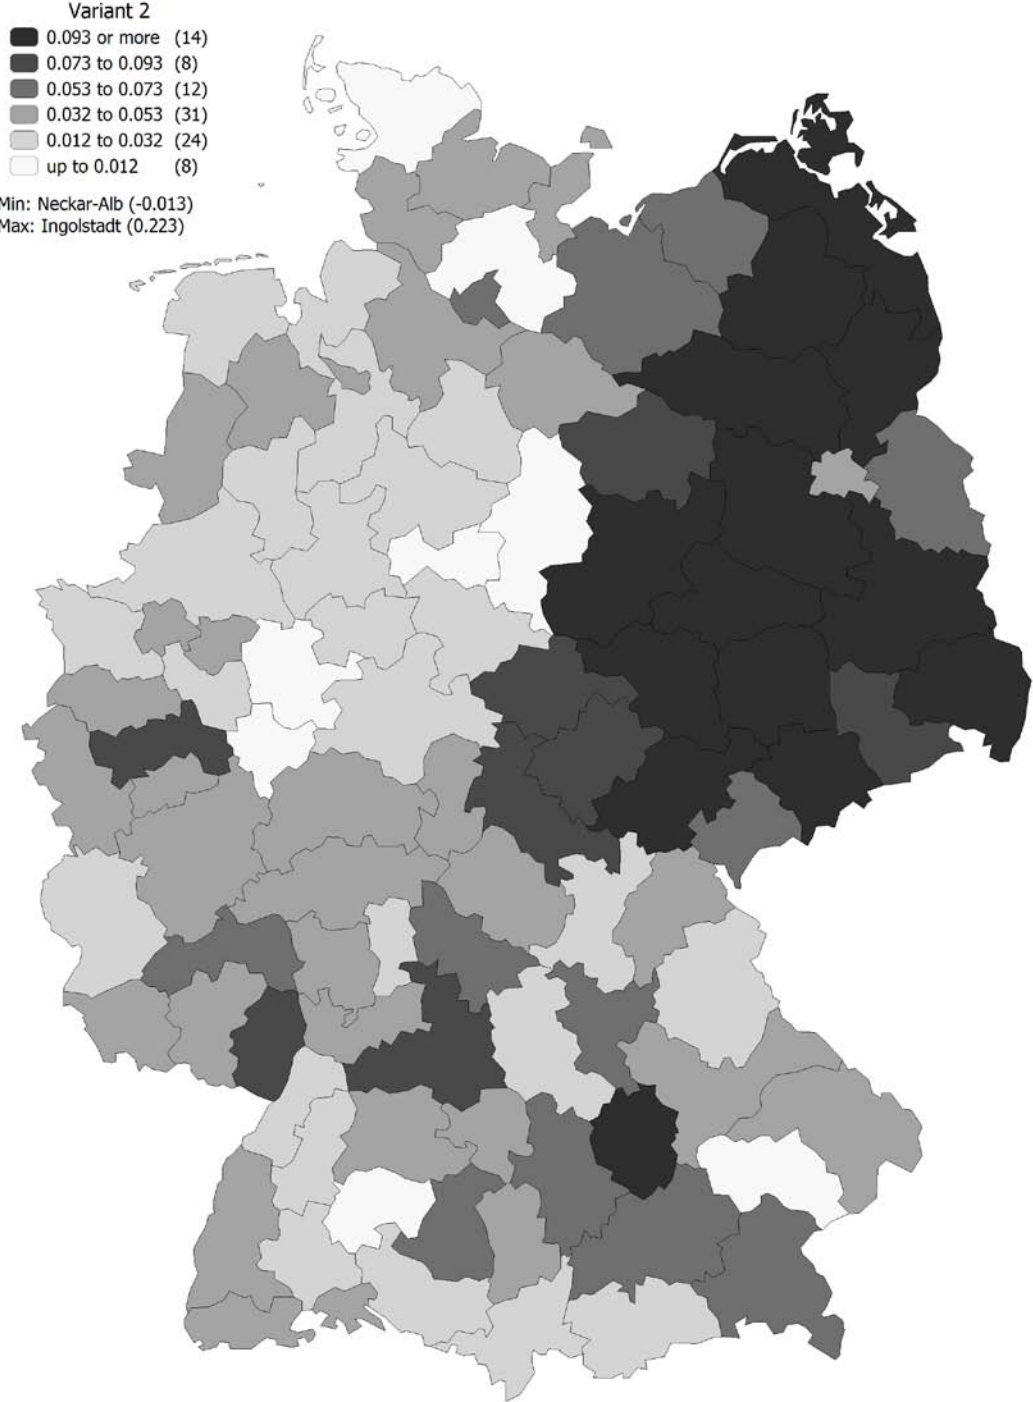 Variant 2
0.093 or more (14)
0.073 to 0.093 (8)
0.053 to 0.073 (12)
0.032 to 0.053 (31)
0.012 to 0.032 (24)
up to 0.012 (8)
Min: Neckar-Alb (-0.013)
Max: Ingolstadt (0.223)